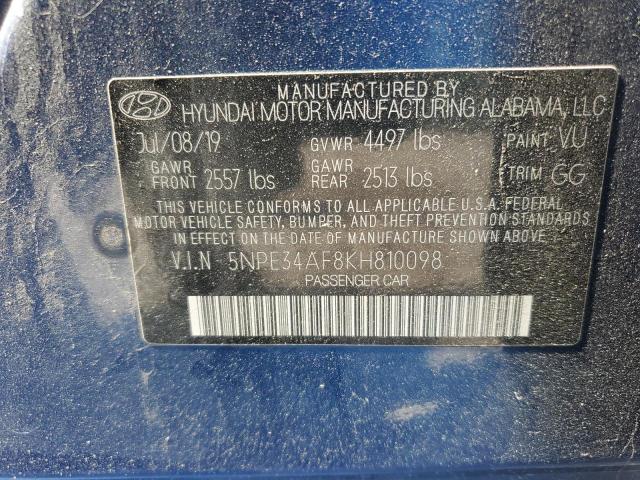 MANUFACTURED BY
HYUNDAI MOTOR MANUFACTURING ALABAMA, LLC
Jul/08/19 GVWR 4497 lbs PAINT VU
GAWR FRONT 2557 lbs GAWR REAR 2513 lbs TRIM GG
THIS VEHICLE CONFORMS TO ALL APPLICABLE U.S.A. FEDERAL
MOTOR VEHICLE SAFETY, BUMPER, AND THEFT PREVENTION STANDARDS
IN EFFECT ON THE DATE OF MANUFACTURE SHOWN ABOVE.
V.I.N 5NPE34AF8KH810098
PASSENGER CAR